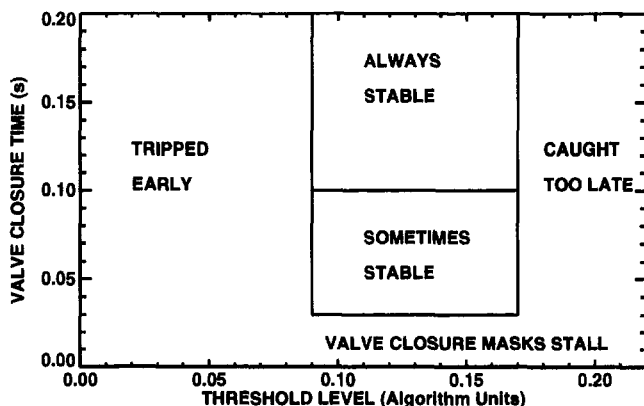 VALVE CLOSURE TIME (s)
0.20
0.15
0.10
0.05
0.00
ALWAYS
STABLE
TRIPPED
EARLY
CAUGHT
TOO LATE
SOMETIMES
STABLE
VALVE CLOSURE MASKS STALL
0.00 0.05 0.10 0.15 0.20
THRESHOLD LEVEL (Algorithm Units)